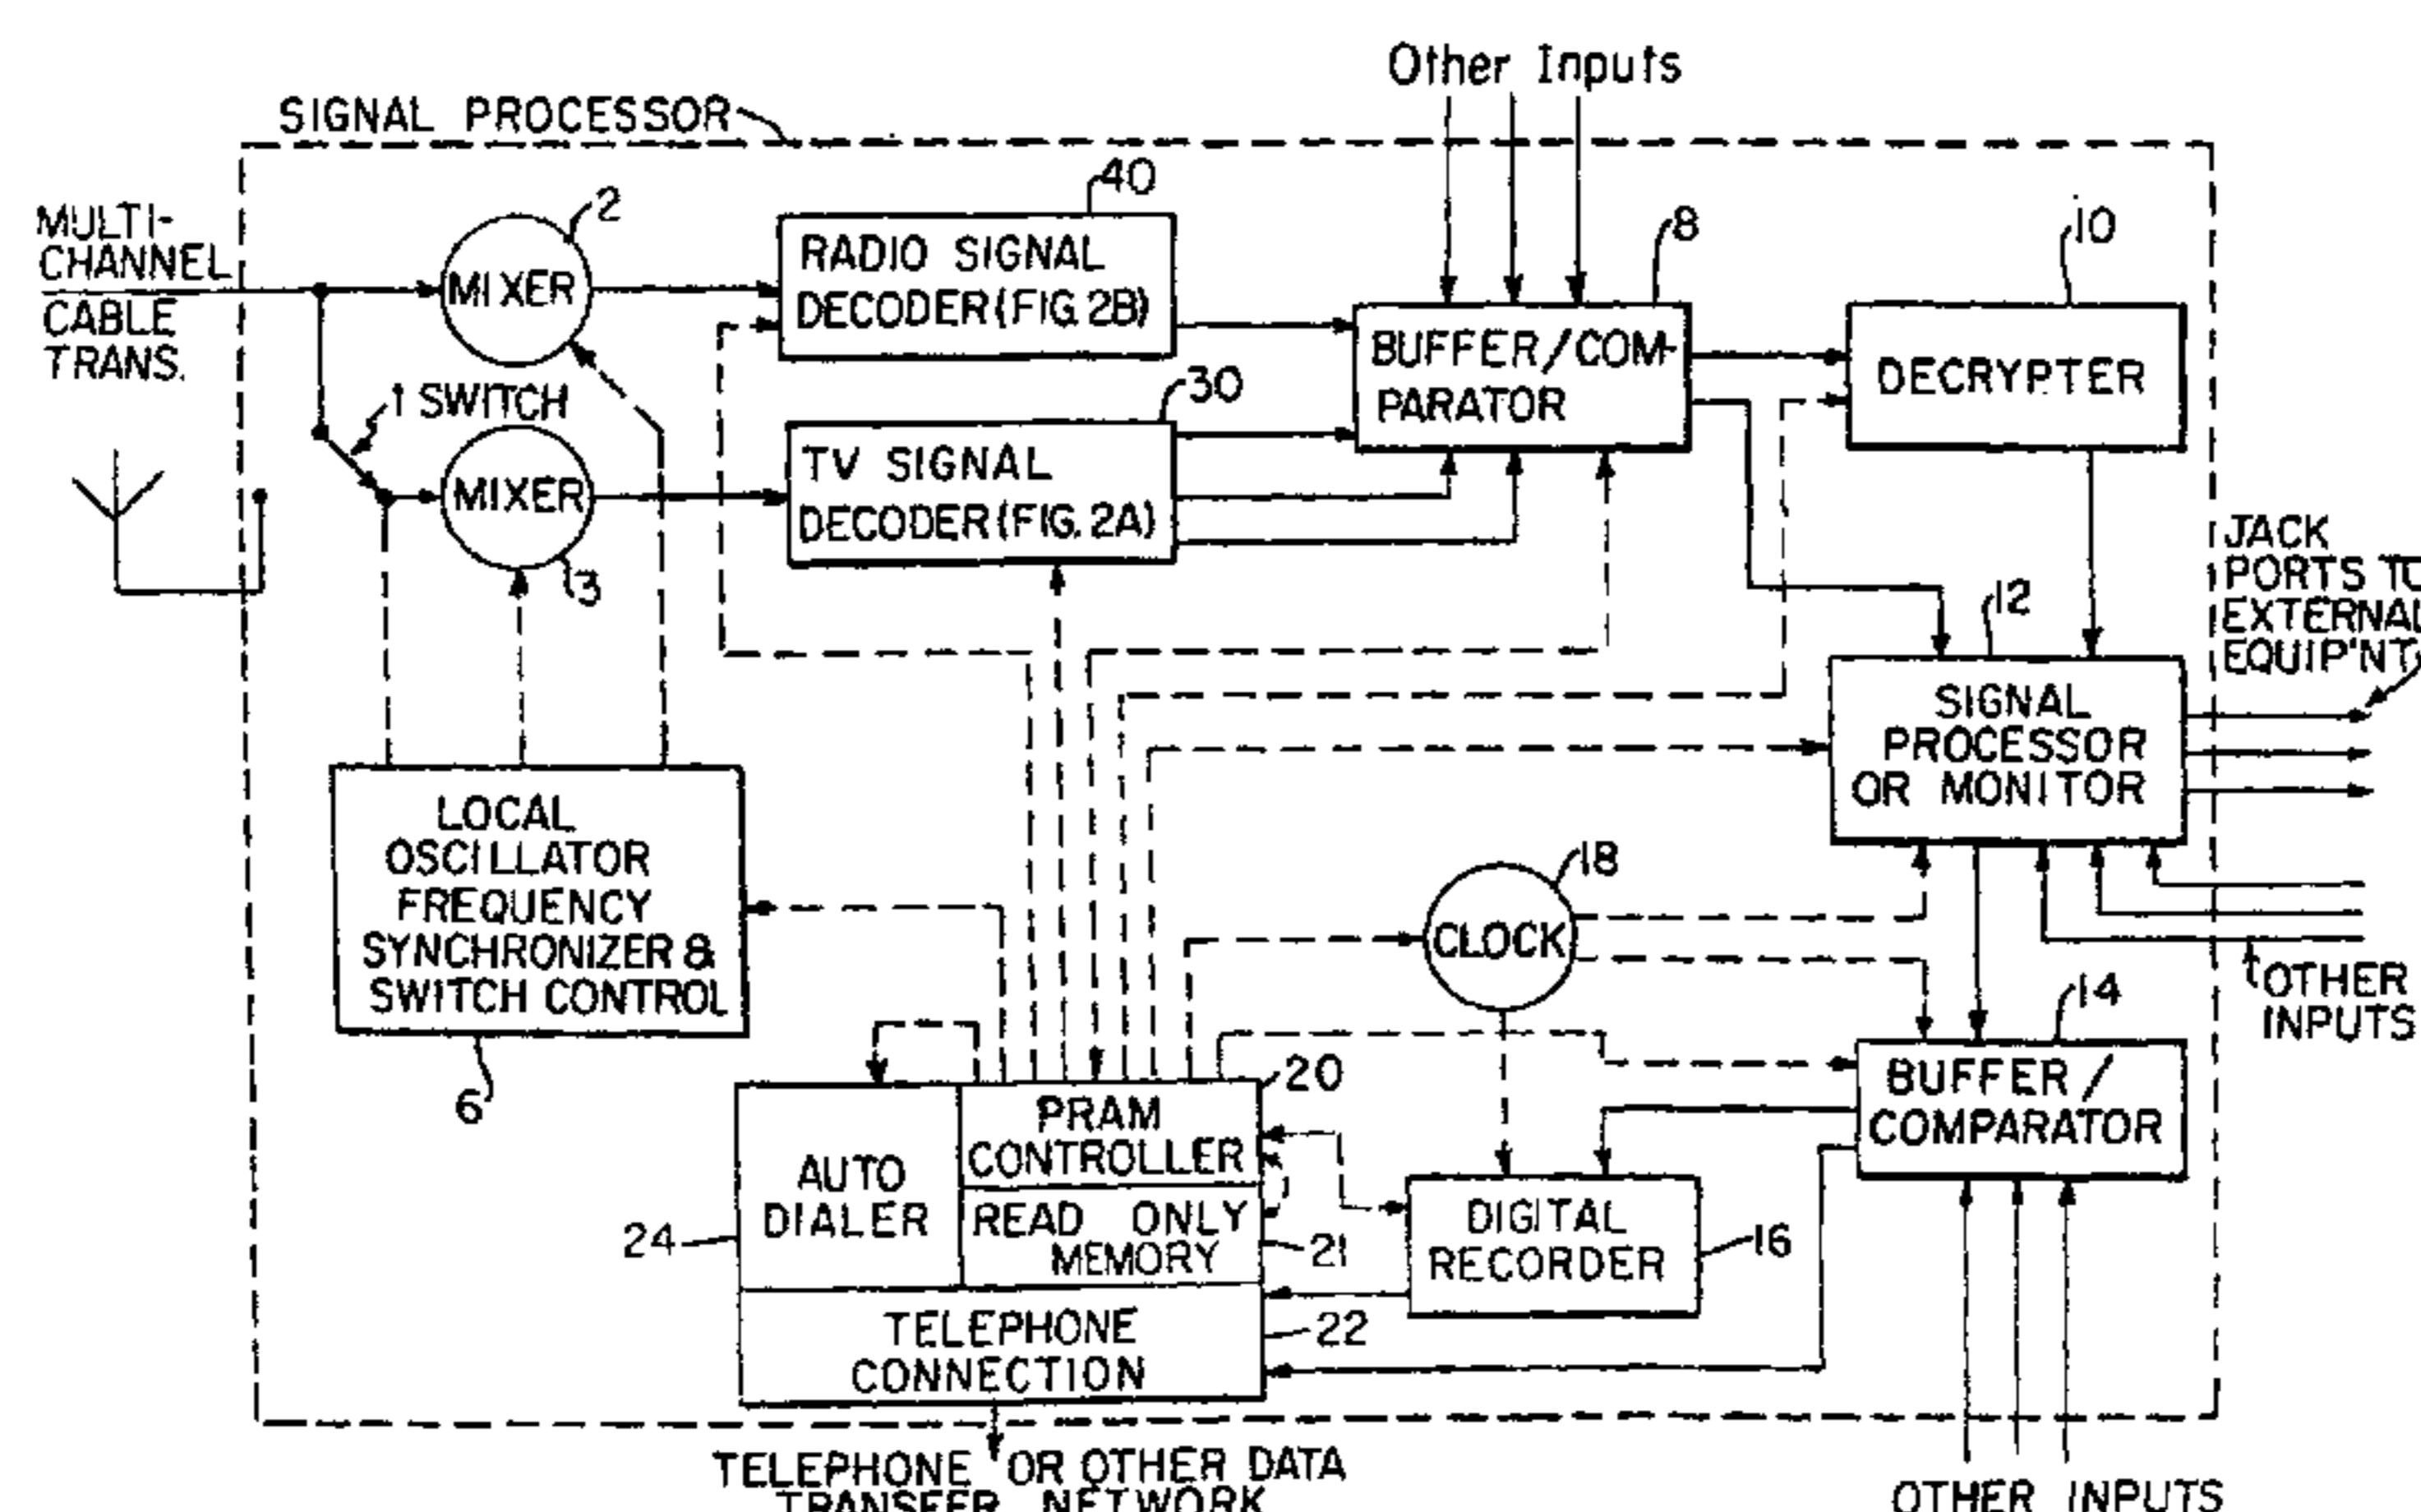 Other Inputs
SIGNAL PROCESSOR
40
2
8
10
MULTI-
CHANNEL
CABLE
TRANS.
MIXER
RADIO SIGNAL
DECODER (FIG. 2B)
BUFFER/COM-
PARATOR
DECRYPTER
1 SWITCH
30
MIXER
3
TV SIGNAL
DECODER (FIG. 2A)
JACK
PORTS TO
EXTERNAL
EQUIP'NT
12
SIGNAL
PROCESSOR
OR MONITOR
LOCAL
OSCILLATOR
FREQUENCY
SYNCHRONIZER &
SWITCH CONTROL
6
18
CLOCK
OTHER
INPUTS
14
BUFFER/
COMPARATOR
20
PRAM
CONTROLLER
AUTO
DIALER
24
READ ONLY
MEMORY
21
DIGITAL
RECORDER
16
TELEPHONE
CONNECTION
22
TELEPHONE OR OTHER DATA
TRANSFER NETWORK
OTHER INPUTS